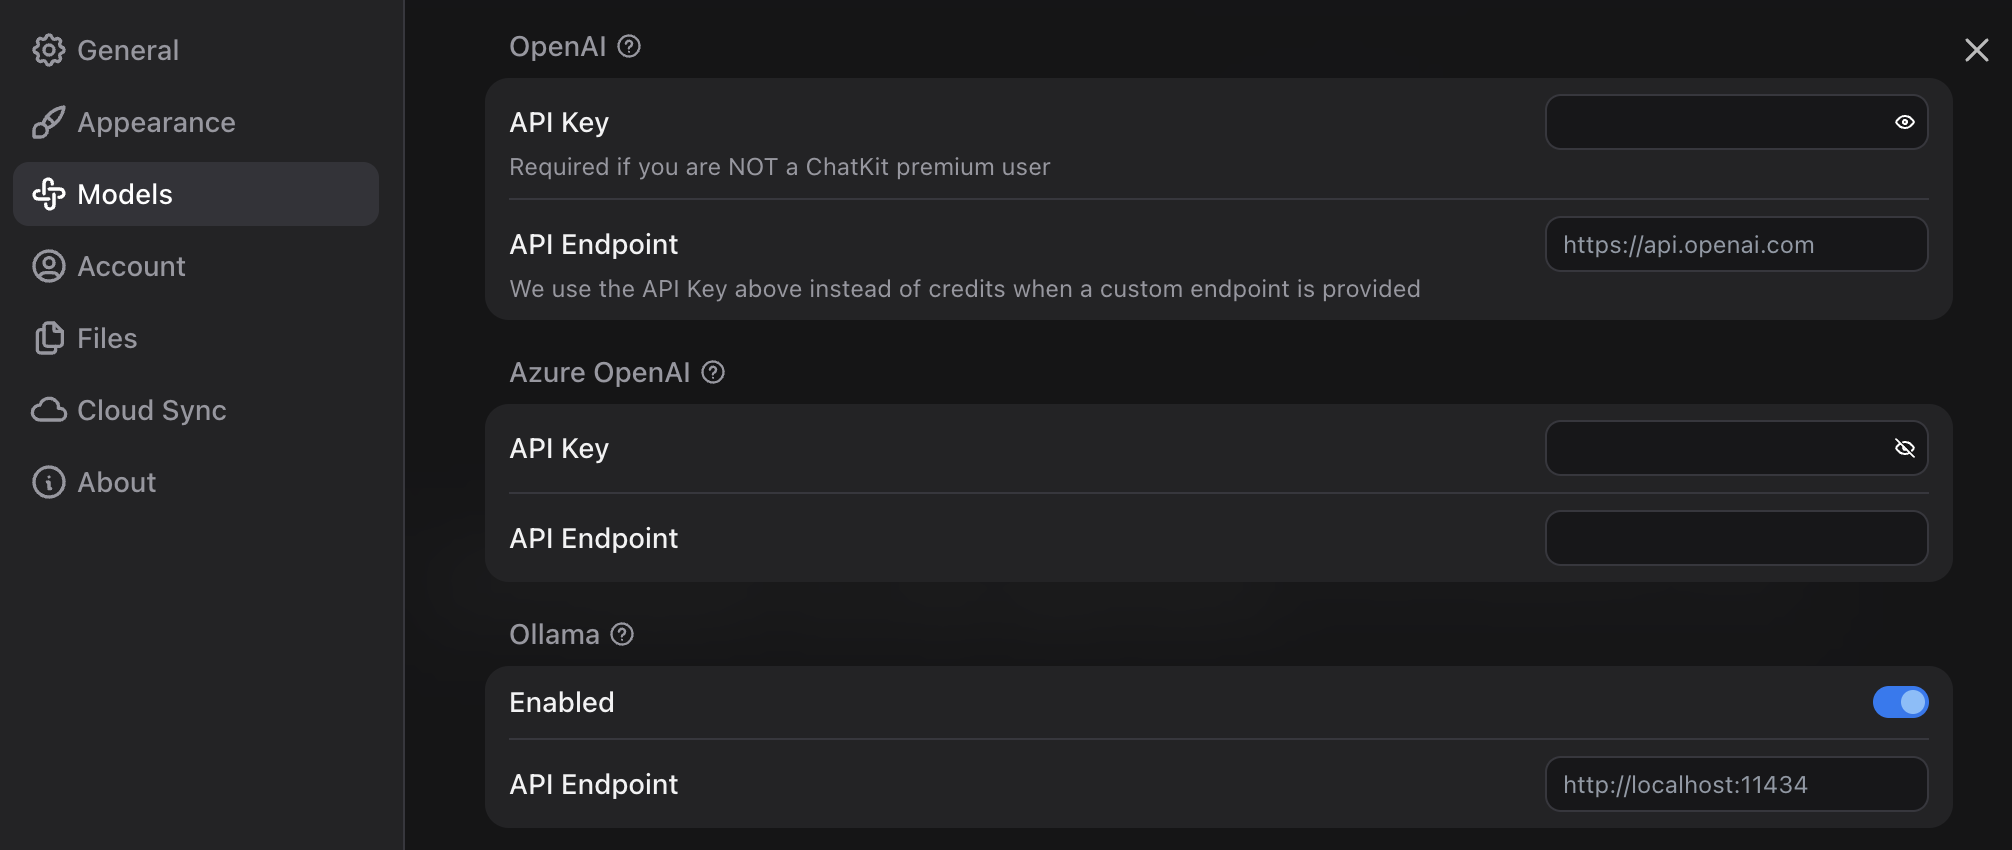 General
Appearance
Models
Account
Files
Cloud Sync
About
OpenAI
API Key
Required if you are NOT a ChatKit premium user
API Endpoint
https://api.openai.com
We use the API Key above instead of credits when a custom endpoint is provided
Azure OpenAI
API Key
API Endpoint
Ollama
Enabled
API Endpoint
http://localhost:11434